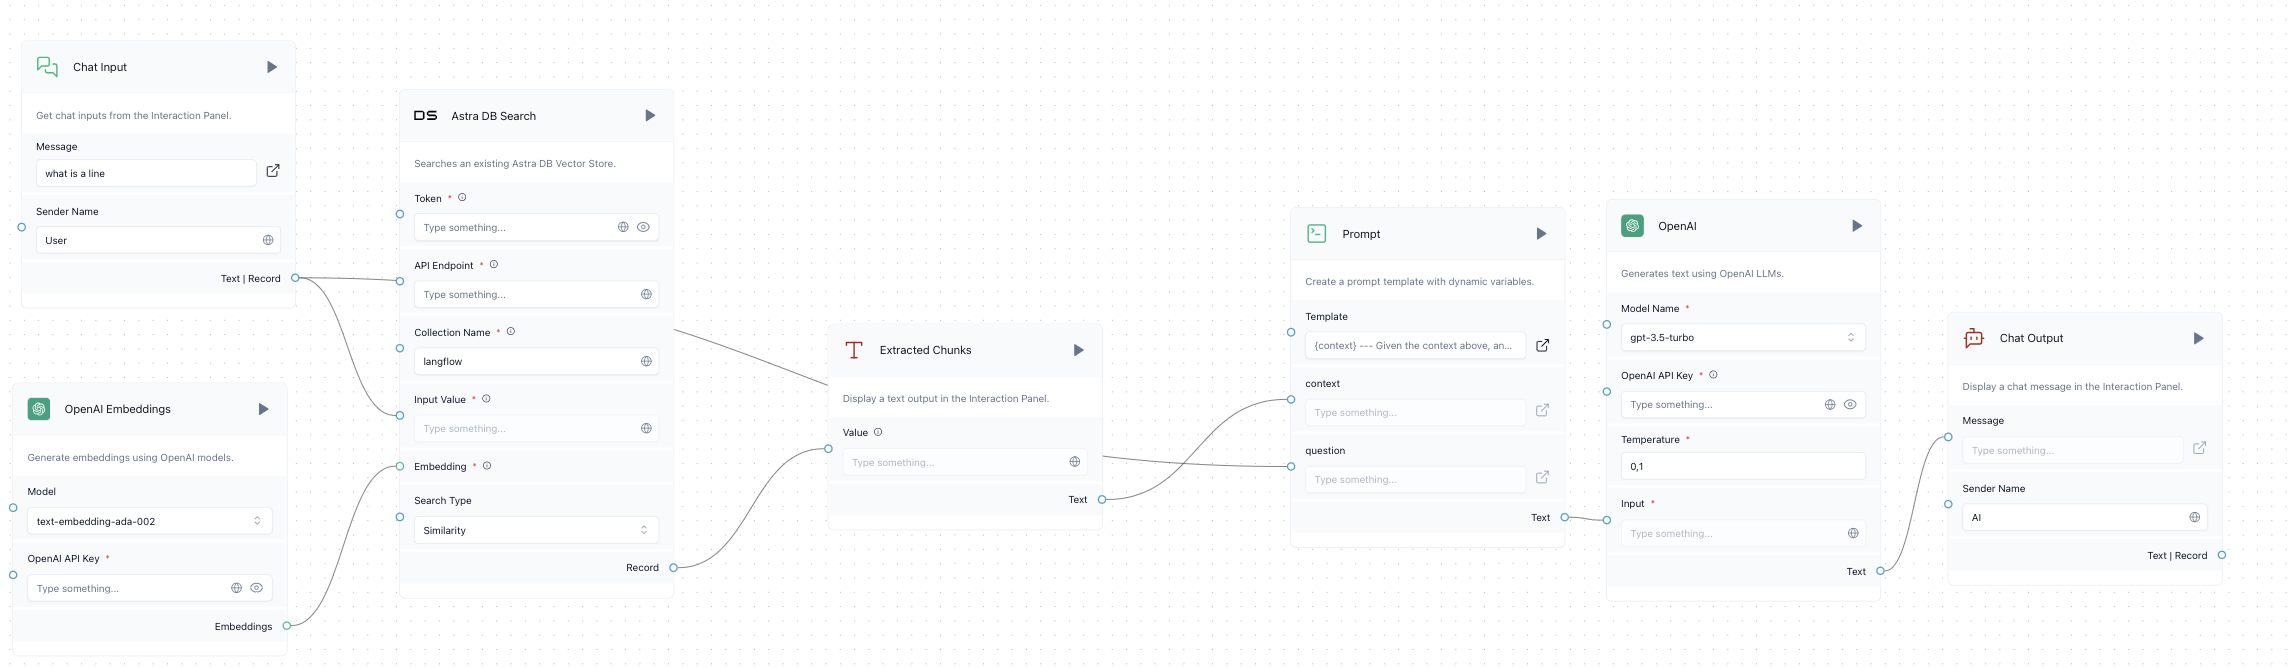 Chat Input
Get chat inputs from the Interaction Panel.
Message
what is a line
Sender Name
User
Text | Record
OpenAI Embeddings
Generate embeddings using OpenAI models.
Model
text-embedding-ada-002
OpenAI API Key *
Type something...
Embeddings
DS Astra DB Search
Searches an existing Astra DB Vector Store.
Token *
Type something...
API Endpoint *
Type something...
Collection Name *
langflow
Input Value *
Type something...
Embedding *
Search Type
Similarity
Record
T Extracted Chunks
Display a text output in the Interaction Panel.
Value
Type something...
Text
Prompt
Create a prompt template with dynamic variables.
Template
{context} --- Given the context above, an...
context
Type something...
question
Type something...
Text
OpenAI
Generates text using OpenAI LLMs.
Model Name *
gpt-3.5-turbo
OpenAI API Key *
Type something...
Temperature *
0,1
Input *
Type something...
Text
Chat Output
Display a chat message in the Interaction Panel.
Message
Type something...
Sender Name
AI
Text | Record